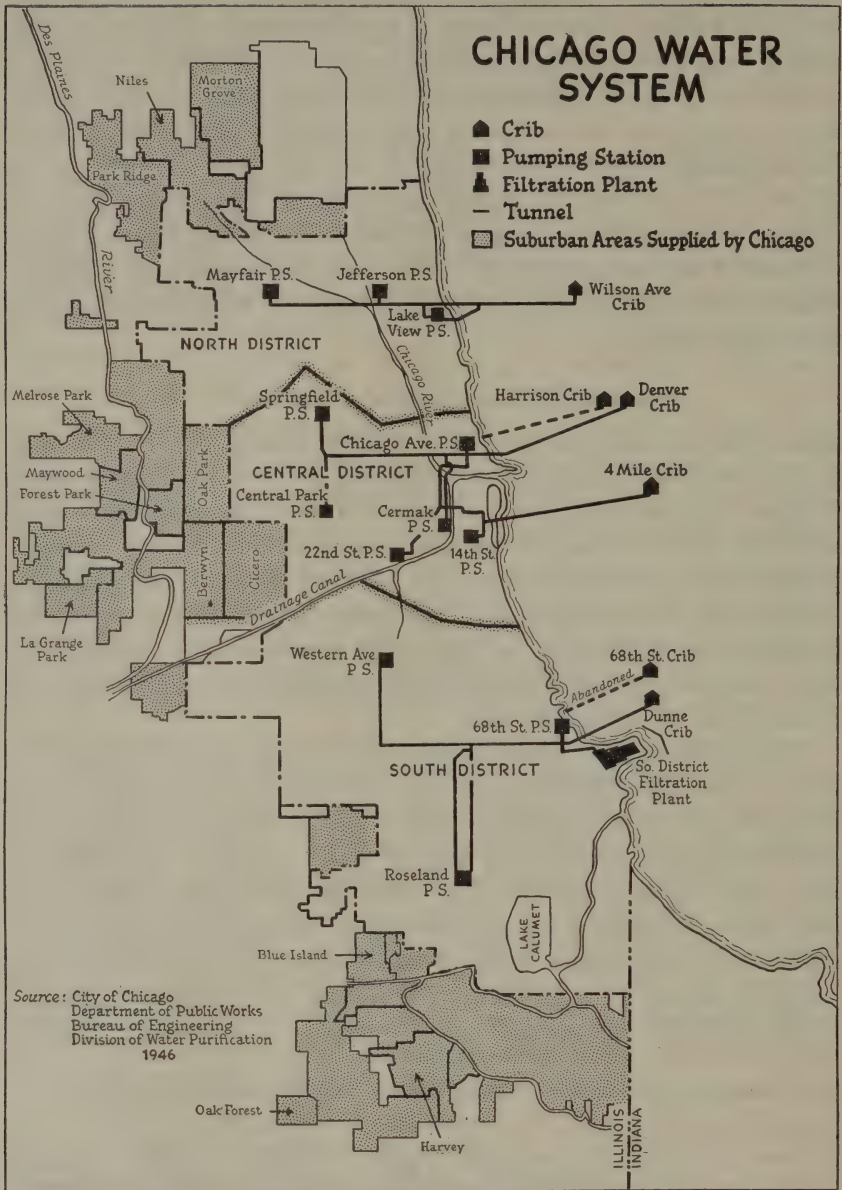 CHICAGO WATER
SYSTEM
Crib
Pumping Station
Filtration Plant
Tunnel
Suburban Areas Supplied by Chicago
Des Plaines
River
Niles
Morton
Grove
Park Ridge
Mayfair P.S.
Jefferson P.S.
Wilson Ave
Crib
Lake
View P.S.
NORTH DISTRICT
Chicago River
Melrose Park
Springfield
P.S.
Harrison Crib
Denver
Crib
Chicago Ave. P.S.
Maywood
Oak Park
CENTRAL DISTRICT
4 Mile Crib
Forest Park
Central Park
P.S.
Cermak
P.S.
22nd St. P.S.
14th St.
P.S.
Berwyn
Cicero
Drainage Canal
La Grange
Park
Western Ave
P.S.
68th St. Crib
Abandoned
Dunne
Crib
68th St. P.S.
SOUTH DISTRICT
So. District
Filtration
Plant
Roseland
P.S.
LAKE
CALUMET
Blue Island
Source: City of Chicago
Department of Public Works
Bureau of Engineering
Division of Water Purification
1946
Oak Forest
Harvey
ILLINOIS
INDIANA